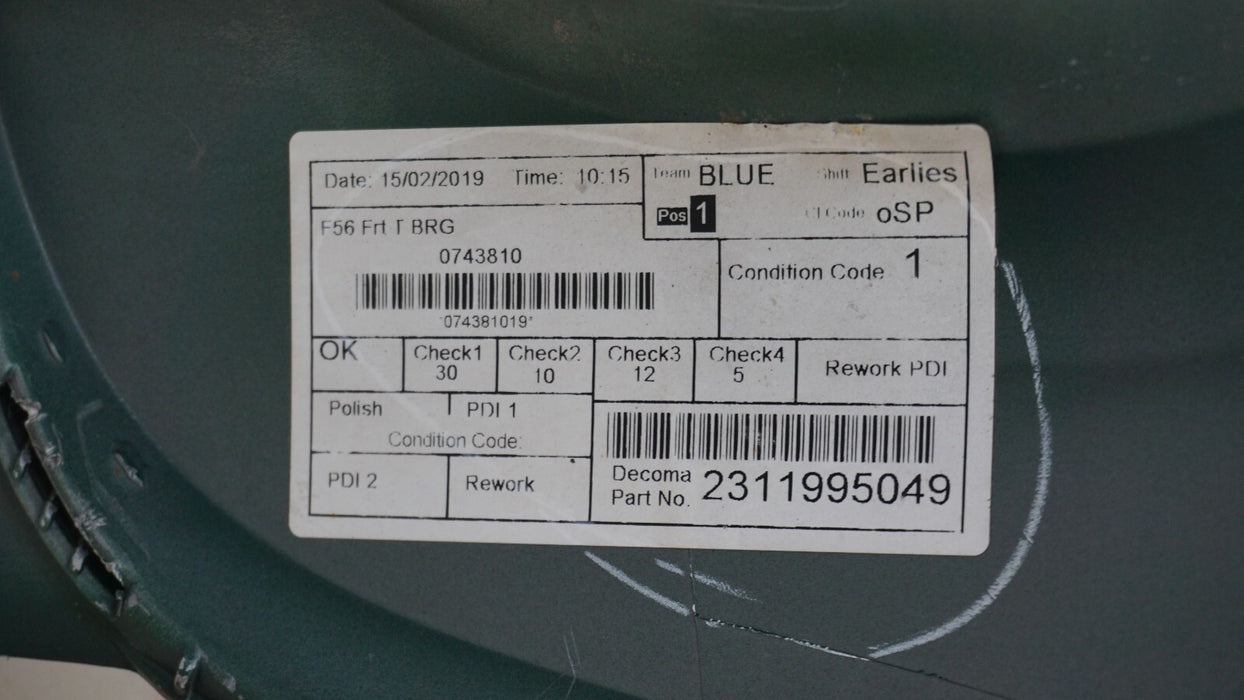 Date: 15/02/2019 Time: 10:15
Team BLUE Shift Earlies
Pos 1 Cl Code oSP
F56 Frt T BRG
0743810
*074381019*
Condition Code 1
OK
Check1
30
Check2
10
Check3
12
Check4
5
Rework PDI
Polish
PDI 1
Condition Code:
PDI 2
Rework
Decoma
Part No. 2311995049